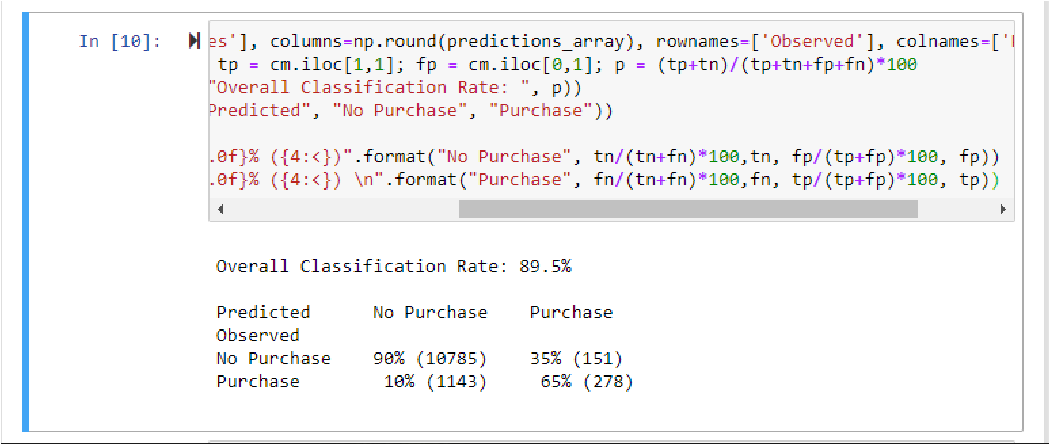 In [10]:
es'], columns=np.round(predictions_array), rownames=['Observed'], colnames=['
tp = cm.iloc[1,1]; fp = cm.iloc[0,1]; p = (tp+tn)/(tp+tn+fp+fn)*100
"Overall Classification Rate: ", p))
Predicted", "No Purchase", "Purchase"))
.0f}% ({4:<})".format("No Purchase", tn/(tn+fn)*100,tn, fp/(tp+fp)*100, fp))
.0f}% ({4:<}) \n".format("Purchase", fn/(tn+fn)*100,fn, tp/(tp+fp)*100, tp))
Overall Classification Rate: 89.5%
Predicted No Purchase Purchase
Observed
No Purchase 90% (10785) 35% (151)
Purchase 10% (1143) 65% (278)